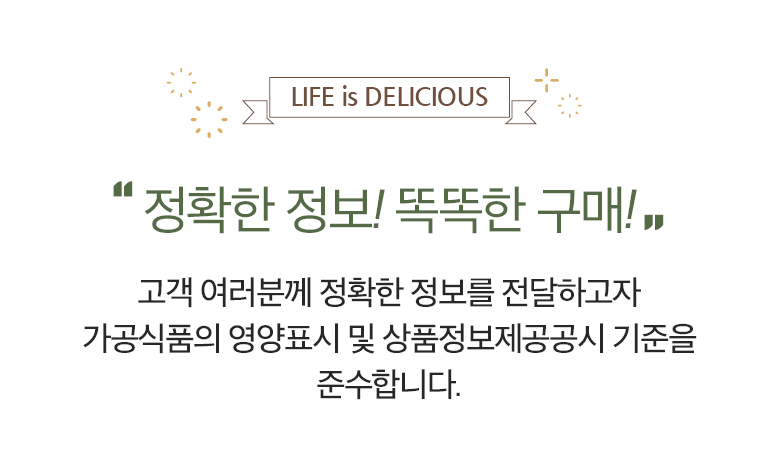 LIFE is DELICIOUS
“ 정확한 정보! 똑똑한 구매! „
고객 여러분께 정확한 정보를 전달하고자
가공식품의 영양표시 및 상품정보제공공시 기준을
준수합니다.